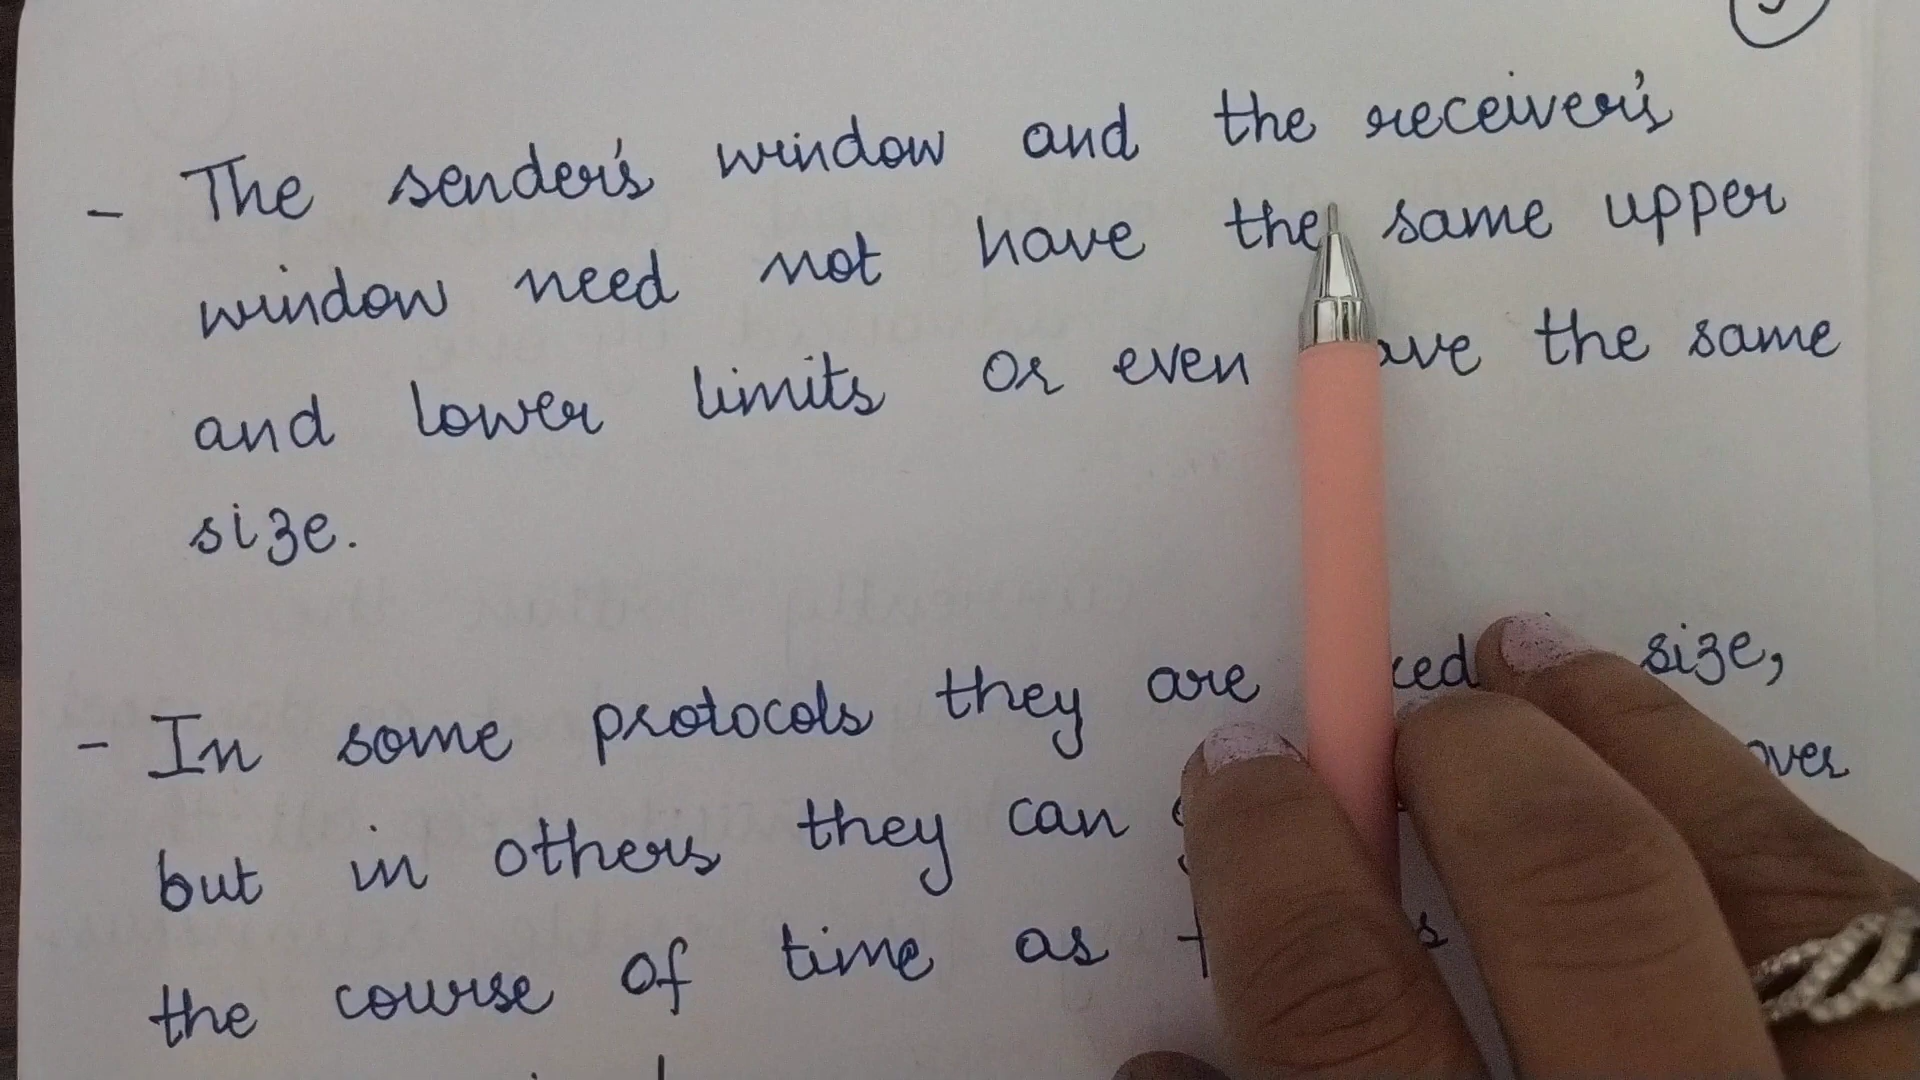 - The sender's window and the receiver's
window need not have the same upper
and lower limits or even ave the same
size.
- In some protocols they are size,
but in others they can over
the course of time as